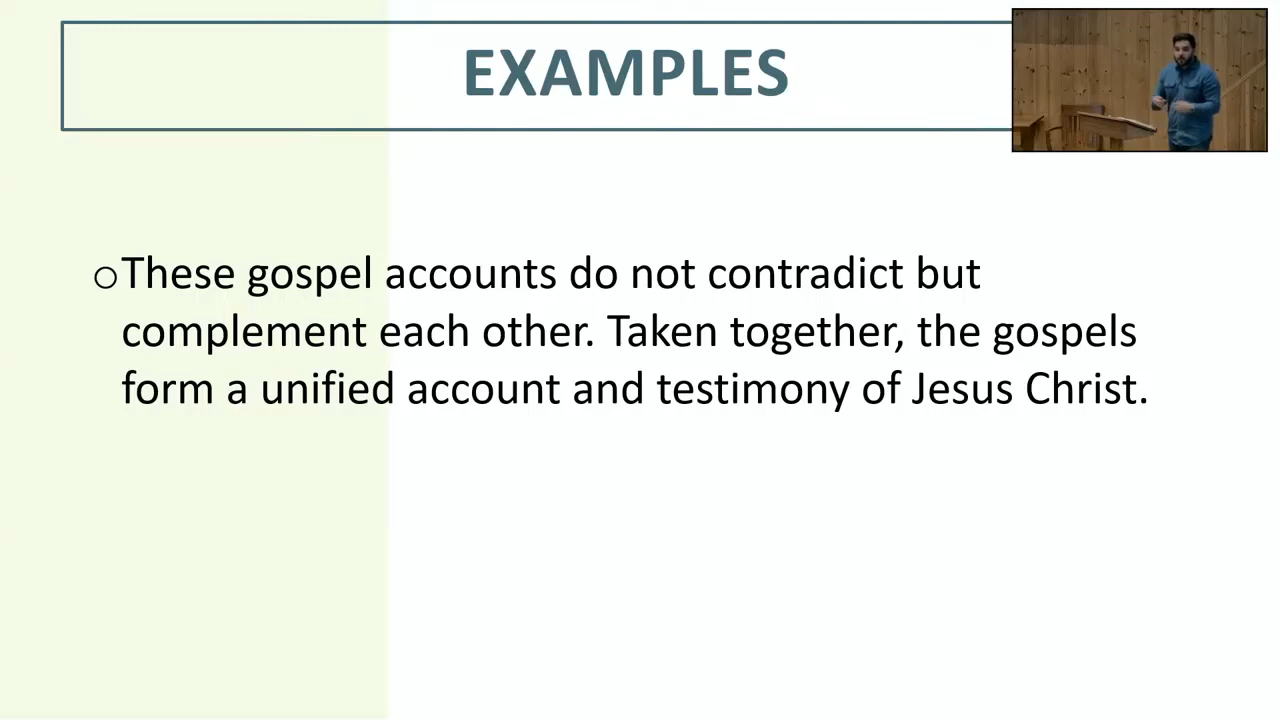 EXAMPLES
oThese gospel accounts do not contradict but
complement each other. Taken together, the gospels
form a unified account and testimony of Jesus Christ.